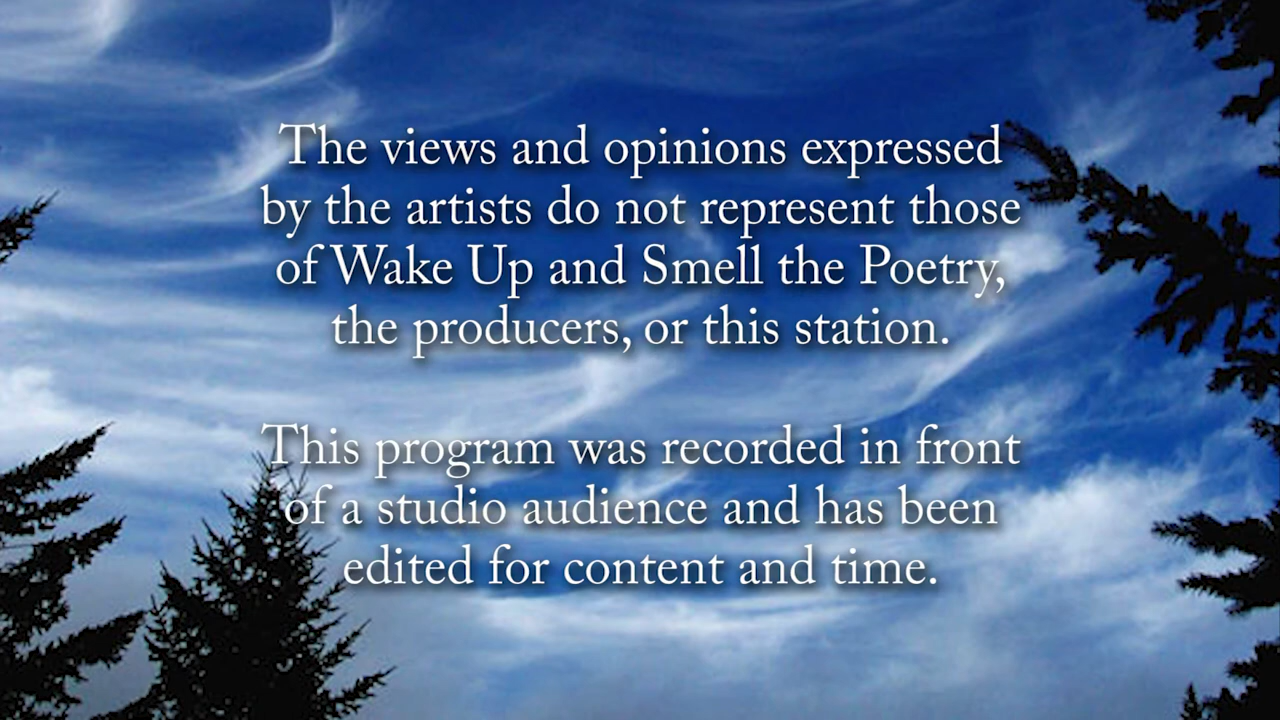 The views and opinions expressed
by the artists do not represent those
of Wake Up and Smell the Poetry,
the producers, or this station.
This program was recorded in front
of a studio audience and has been
edited for content and time.